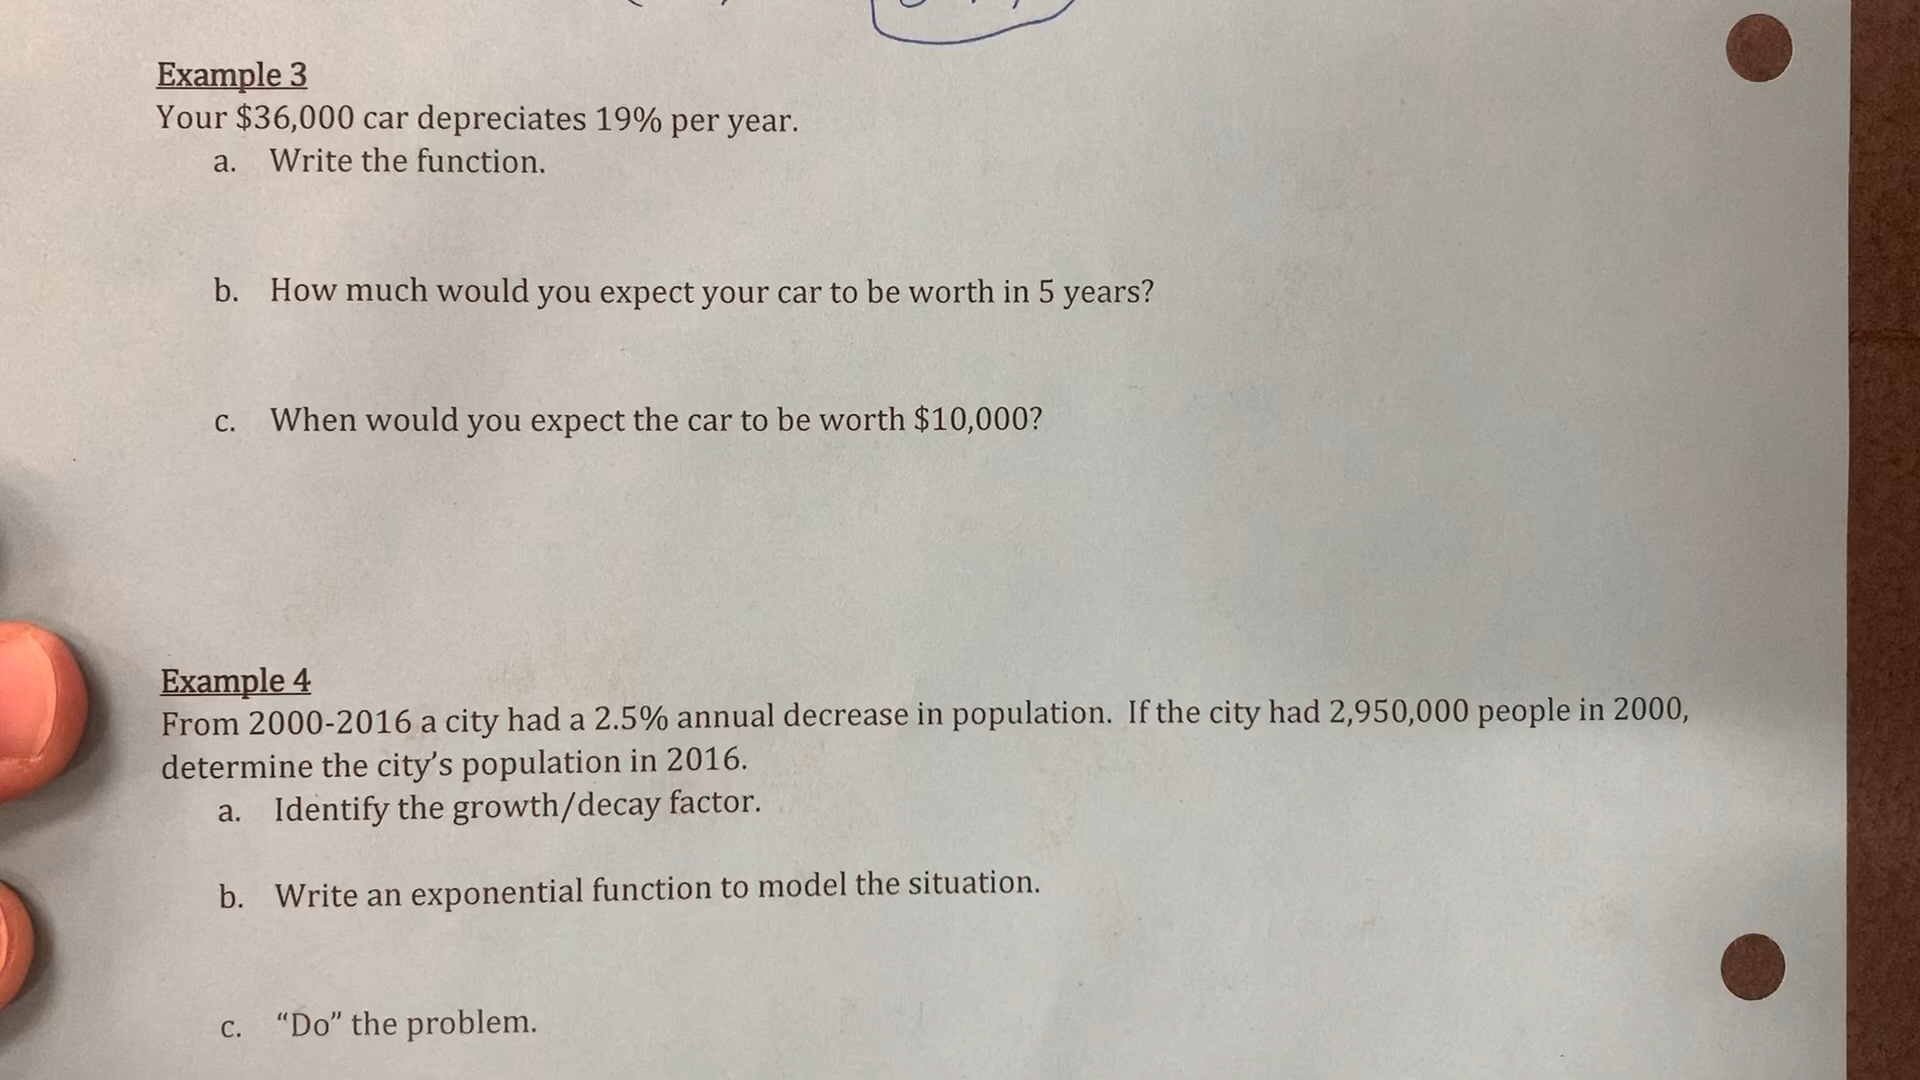 Example 3
Your $36,000 car depreciates 19% per year.
a. Write the function.
b. How much would you expect your car to be worth in 5 years?
c. When would you expect the car to be worth $10,000?
Example 4
From 2000-2016 a city had a 2.5% annual decrease in population. If the city had 2,950,000 people in 2000,
determine the city's population in 2016.
a. Identify the growth/decay factor.
b. Write an exponential function to model the situation.
c. “Do” the problem.